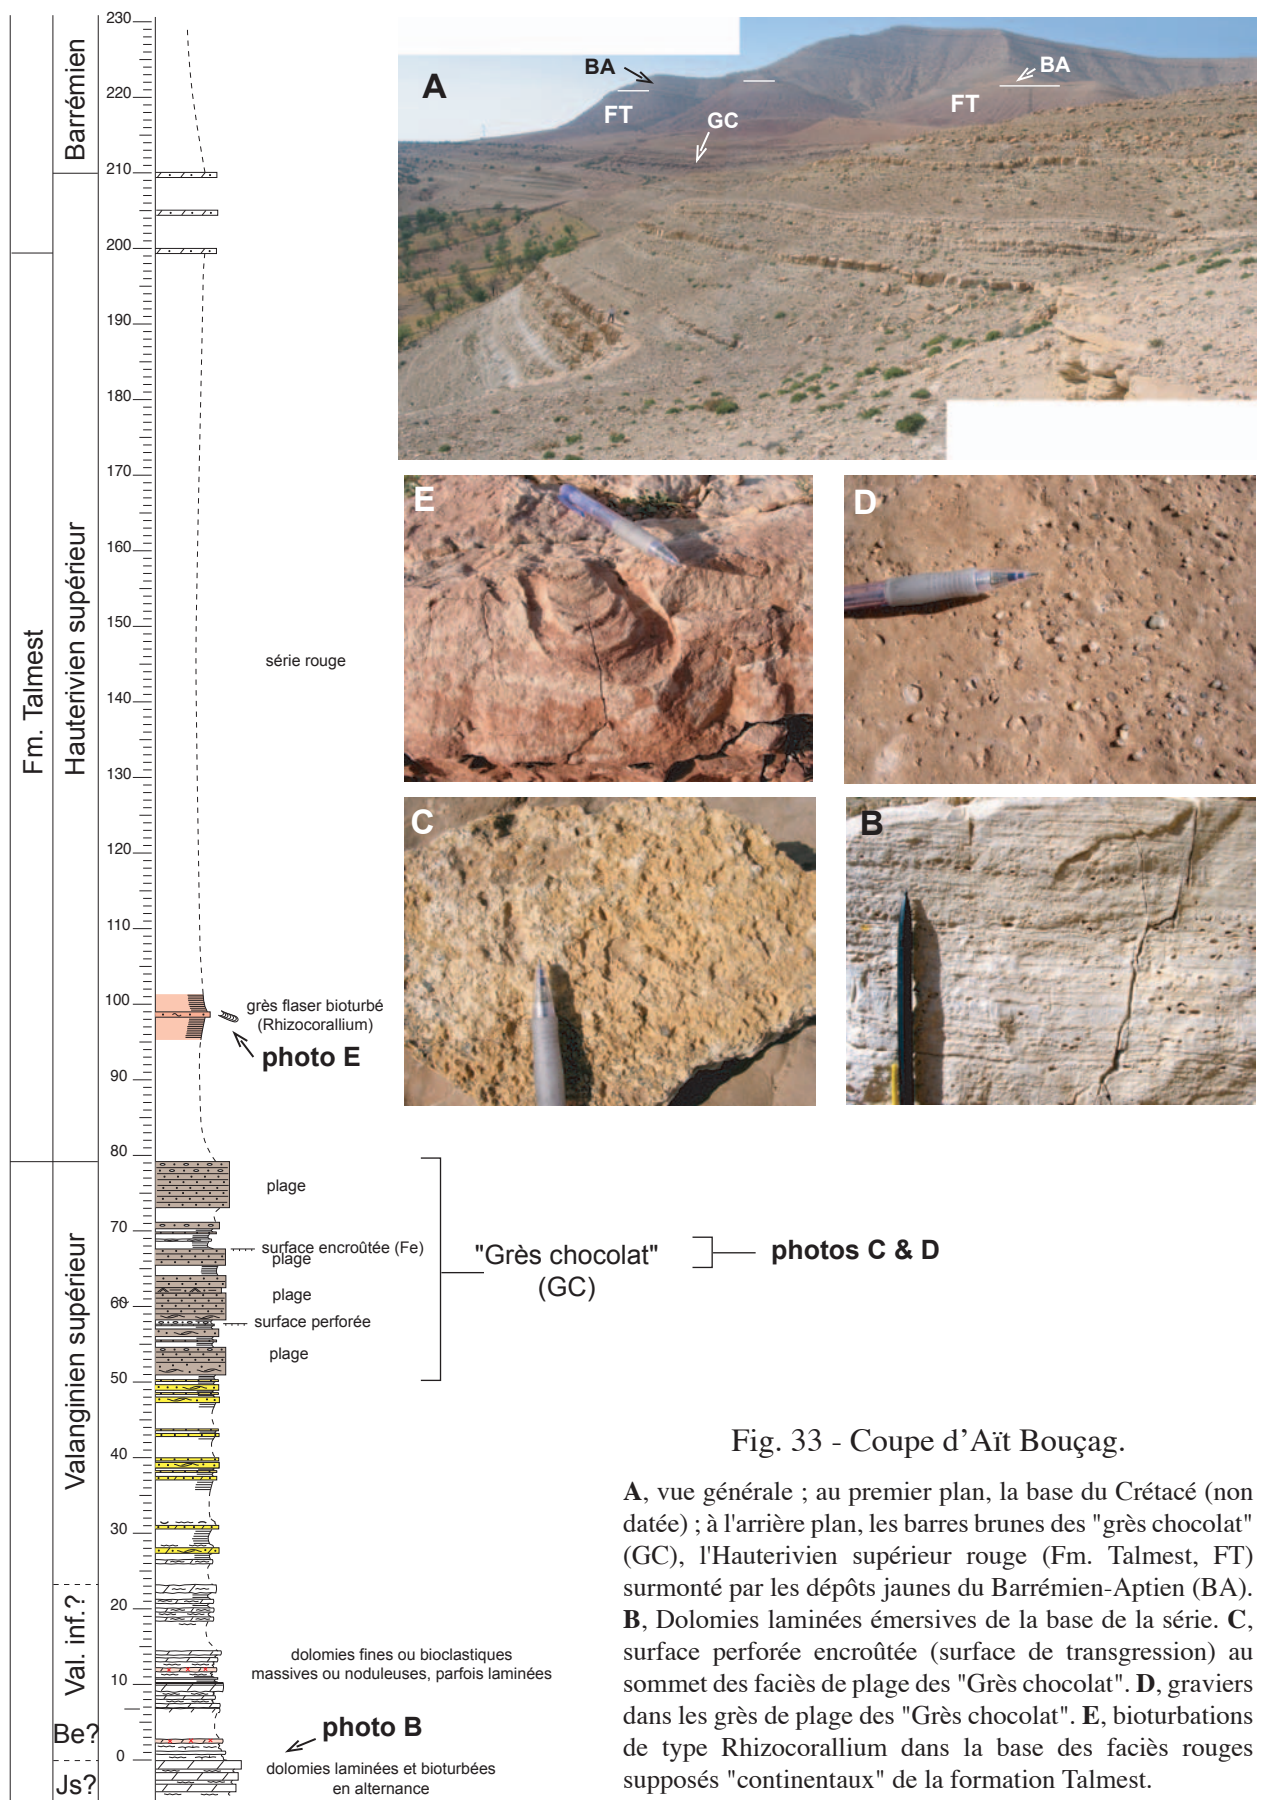 230
220
210
200
190
180
170
160
150
140
130
120
110
100
90
80
70
60
50
40
30
20
10
0
Barrémien
Hauterivien supérieur
Valanginien supérieur
Val. inf.?
Be?
Js?
Fm. Talmest
série rouge
grès flaser bioturbé
(Rhizocorallium)
photo E
plage
surface encroûtée (Fe)
plage
plage
surface perforée
plage
"Grès chocolat"
(GC)
photos C & D
dolomies fines ou bioclastiques
massives ou noduleuses, parfois laminées
photo B
dolomies laminées et bioturbées
en alternance
A
BA
FT
GC
BA
FT
E
D
C
B
Fig. 33 - Coupe d'Aït Bouçag.
A, vue générale ; au premier plan, la base du Crétacé (non
datée) ; à l'arrière plan, les barres brunes des "grès chocolat"
(GC), l'Hauterivien supérieur rouge (Fm. Talmest, FT)
surmonté par les dépôts jaunes du Barrémien-Aptien (BA).
B, Dolomies laminées émersives de la base de la série. C,
surface perforée encroûtée (surface de transgression) au
sommet des faciès de plage des "Grès chocolat". D, graviers
dans les grès de plage des "Grès chocolat". E, bioturbations
de type Rhizocorallium dans la base des faciès rouges
supposés "continentaux" de la formation Talmest.